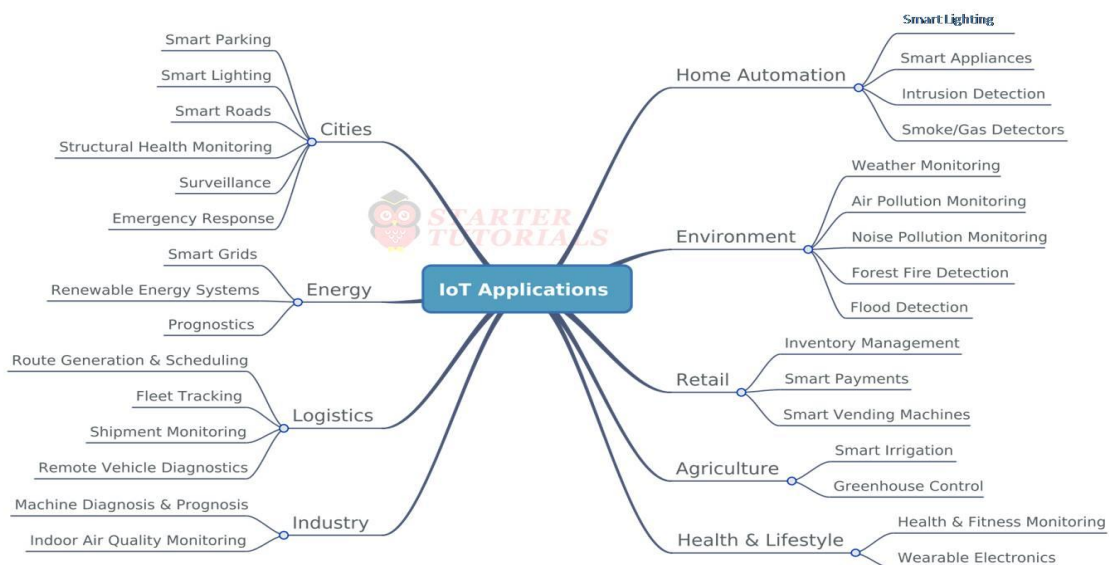 Smart Parking
Smart Lighting
Smart Roads
Structural Health Monitoring
Surveillance
Emergency Response
Cities
Smart Grids
Renewable Energy Systems
Prognostics
Energy
Route Generation & Scheduling
Fleet Tracking
Shipment Monitoring
Remote Vehicle Diagnostics
Logistics
Machine Diagnosis & Prognosis
Indoor Air Quality Monitoring
Industry
STARTER
TUTORIALS
IoT Applications
Home Automation
Smart Lighting
Smart Appliances
Intrusion Detection
Smoke/Gas Detectors
Environment
Weather Monitoring
Air Pollution Monitoring
Noise Pollution Monitoring
Forest Fire Detection
Flood Detection
Retail
Inventory Management
Smart Payments
Smart Vending Machines
Agriculture
Smart Irrigation
Greenhouse Control
Health & Lifestyle
Health & Fitness Monitoring
Wearable Electronics